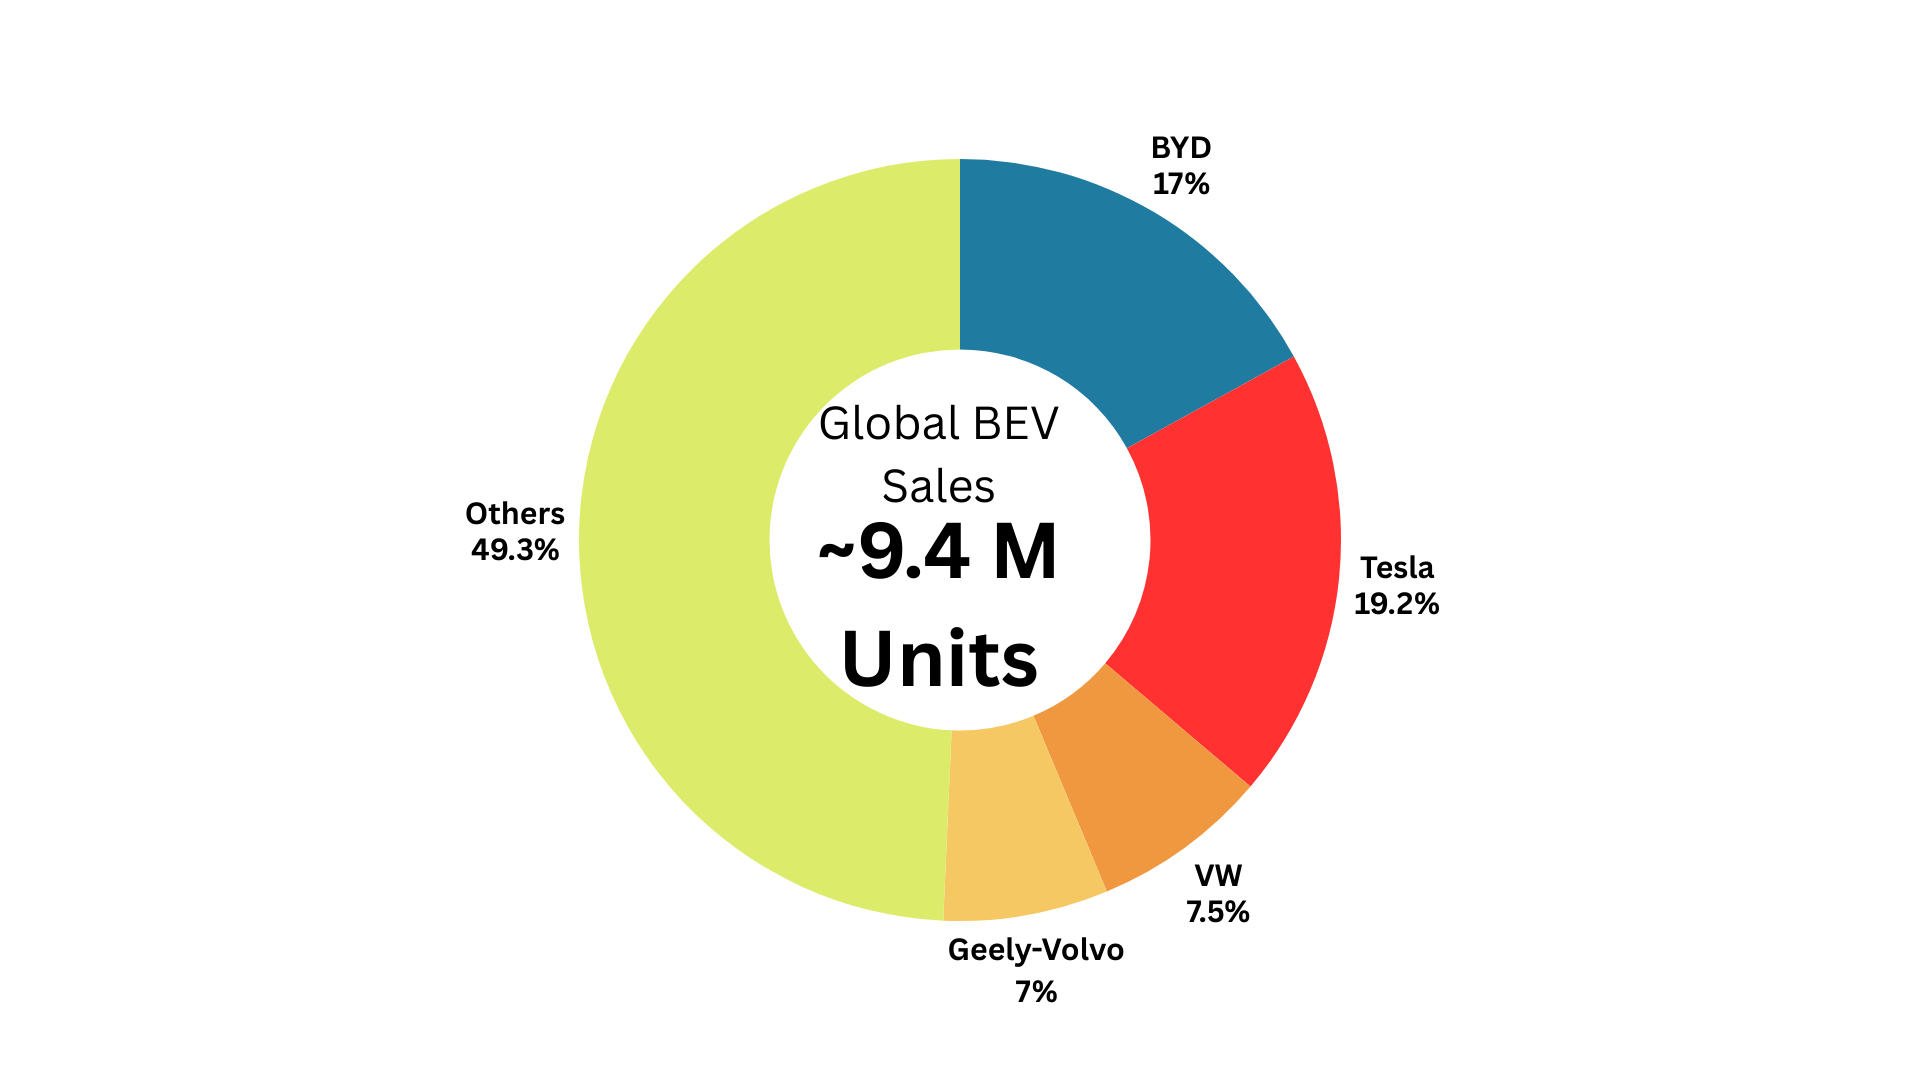 BYD
17%
Global BEV
Sales
~9.4 M
Units
Others
49.3%
Tesla
19.2%
VW
7.5%
Geely-Volvo
7%